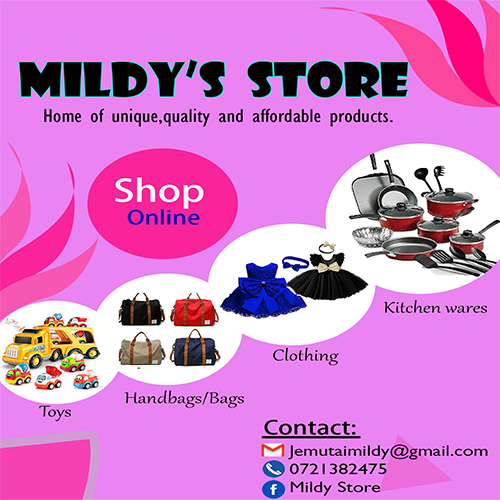 MILDY'S STORE
Home of unique,quality and affordable products.
Shop
Online
Kitchen wares
Clothing
Handbags/Bags
Toys
Contact:
Jemutaimildy@gmail.com
0721382475
Mildy Store